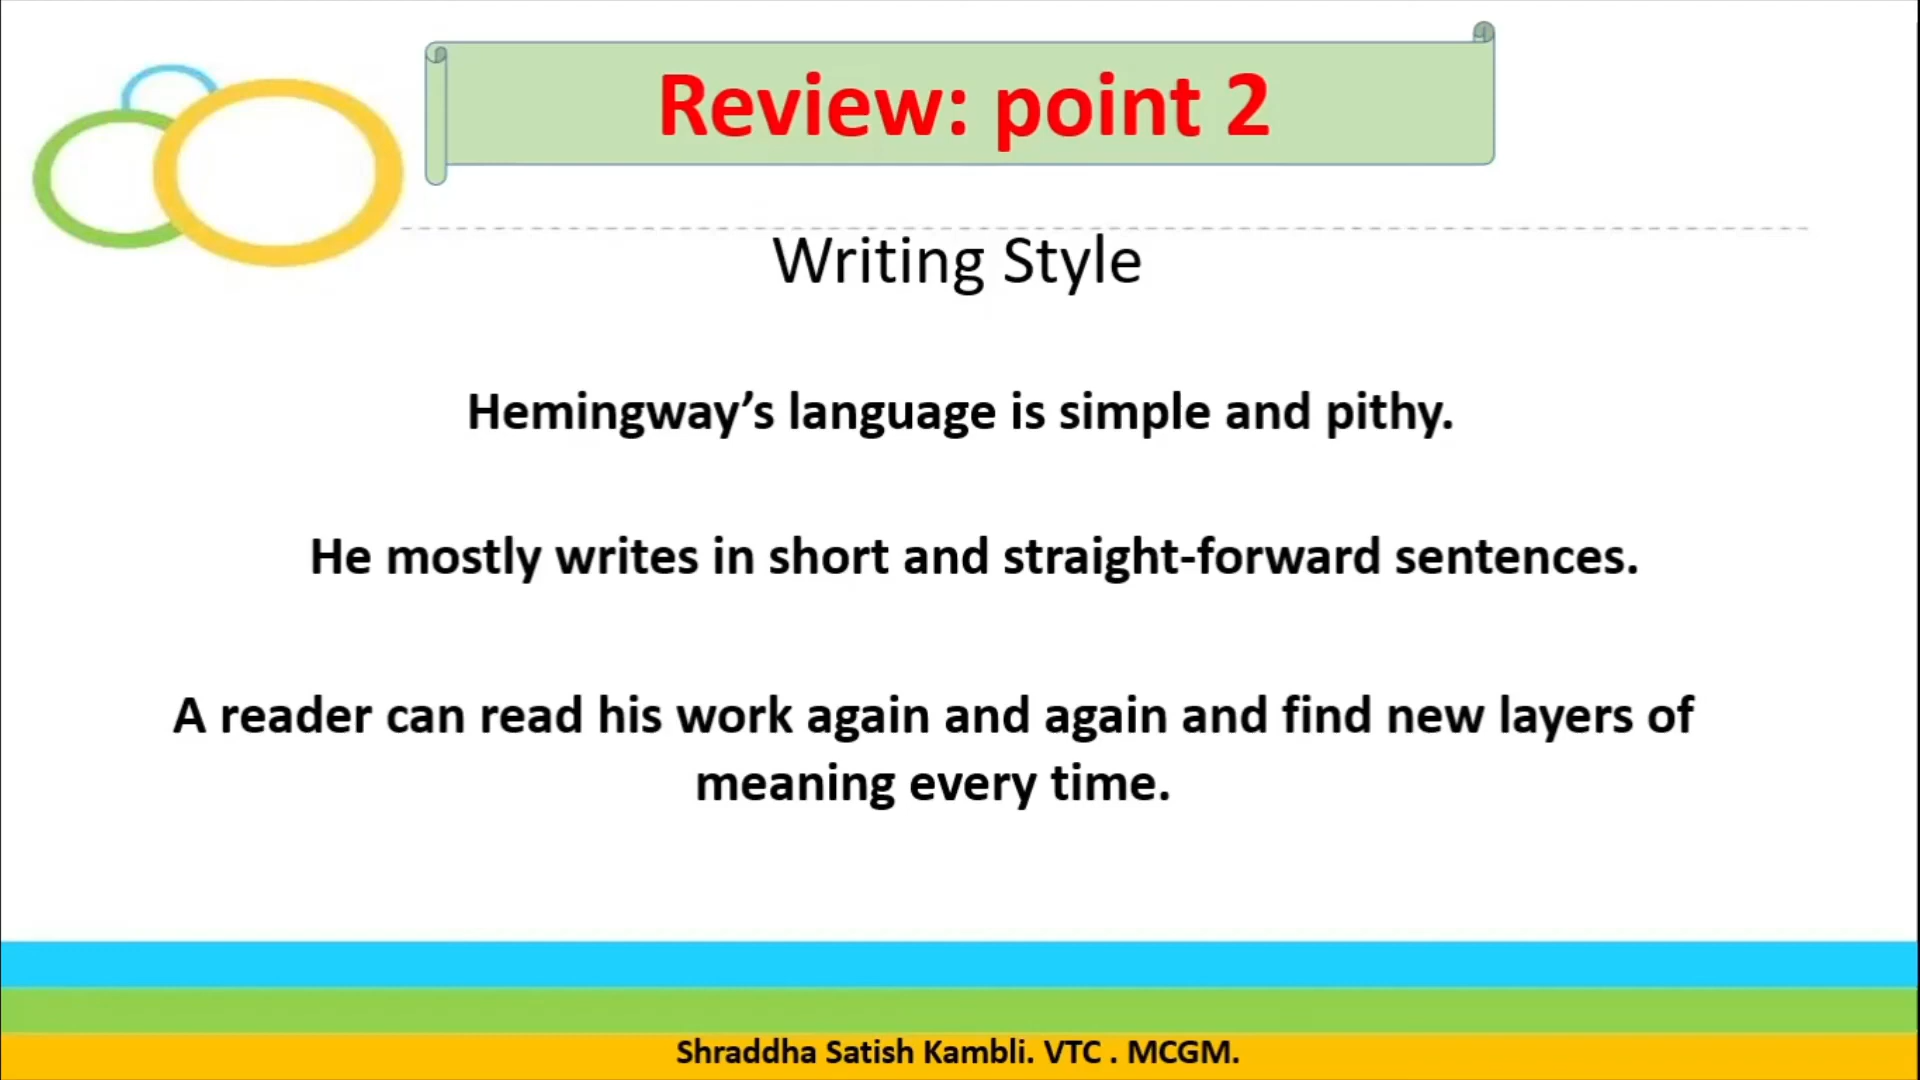 Review: point 2
Writing Style
Hemingway’s language is simple and pithy.
He mostly writes in short and straight-forward sentences.
A reader can read his work again and again and find new layers of
meaning every time.
Shraddha Satish Kambli. VTC . MCGM.